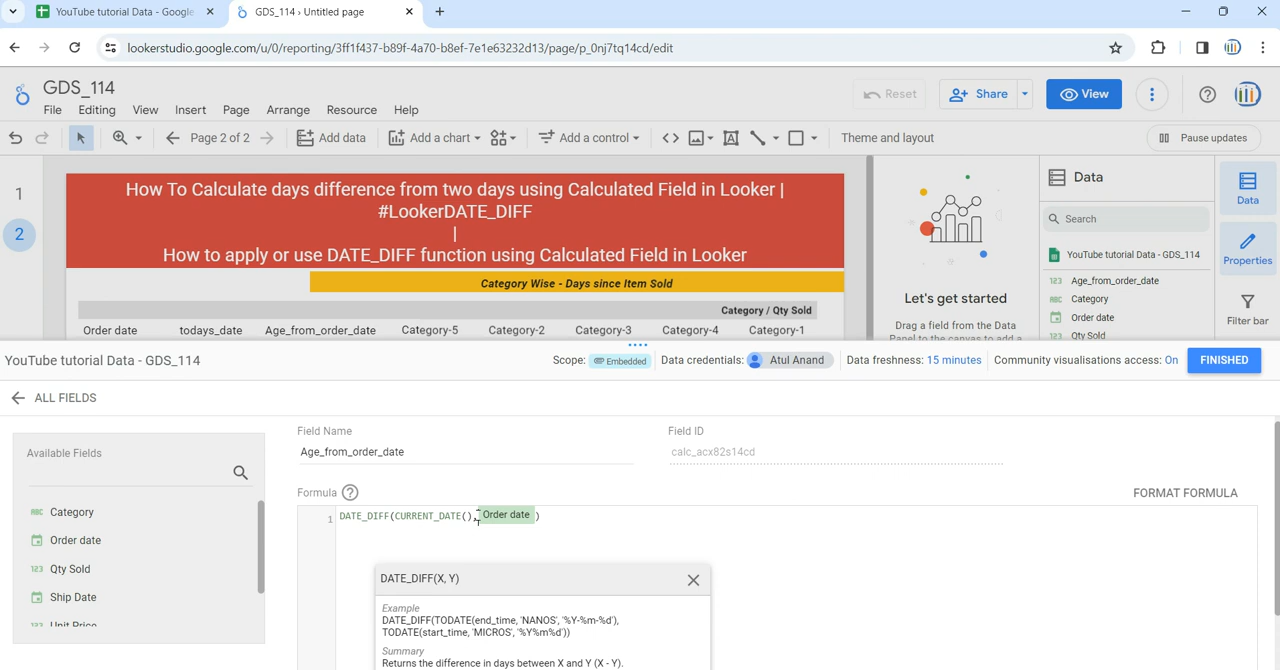 YouTube tutorial Data - Google
GDS_114 › Untitled page
lookerstudio.google.com/u/0/reporting/3ff1f437-b89f-4a70-b8ef-7e1e63232d13/page/p_0nj7tq14cd/edit
GDS_114
File Editing View Insert Page Arrange Resource Help
Reset
Share
View
Page 2 of 2
Add data
Add a chart
Add a control
Theme and layout
Pause updates
1
2
How To Calculate days difference from two days using Calculated Field in Looker |
#LookerDATE_DIFF
|
How to apply or use DATE_DIFF function using Calculated Field in Looker
Category Wise - Days since Item Sold
Category / Qty Sold
Order date todays_date Age_from_order_date Category-5 Category-2 Category-3 Category-4 Category-1
Let's get started
Drag a field from the Data
Panel to the canvas to add a
Data
Search
YouTube tutorial Data - GDS_114
123 Age_from_order_date
ABC Category
Order date
123 Qty Sold
Data
Properties
Filter bar
YouTube tutorial Data - GDS_114
Scope: Embedded
Data credentials: Atul Anand
Data freshness: 15 minutes
Community visualisations access: On
FINISHED
ALL FIELDS
Available Fields
ABC Category
Order date
123 Qty Sold
Ship Date
123 Unit Price
Field Name
Age_from_order_date
Field ID
calc_acx82s14cd
Formula ?
FORMAT FORMULA
1 DATE_DIFF(CURRENT_DATE(), Order date )
DATE_DIFF(X, Y)
Example
DATE_DIFF(TODATE(end_time, 'NANOS', '%Y-%m-%d'),
TODATE(start_time, 'MICROS', '%Y%m%d'))
Summary
Returns the difference in days between X and Y (X - Y).